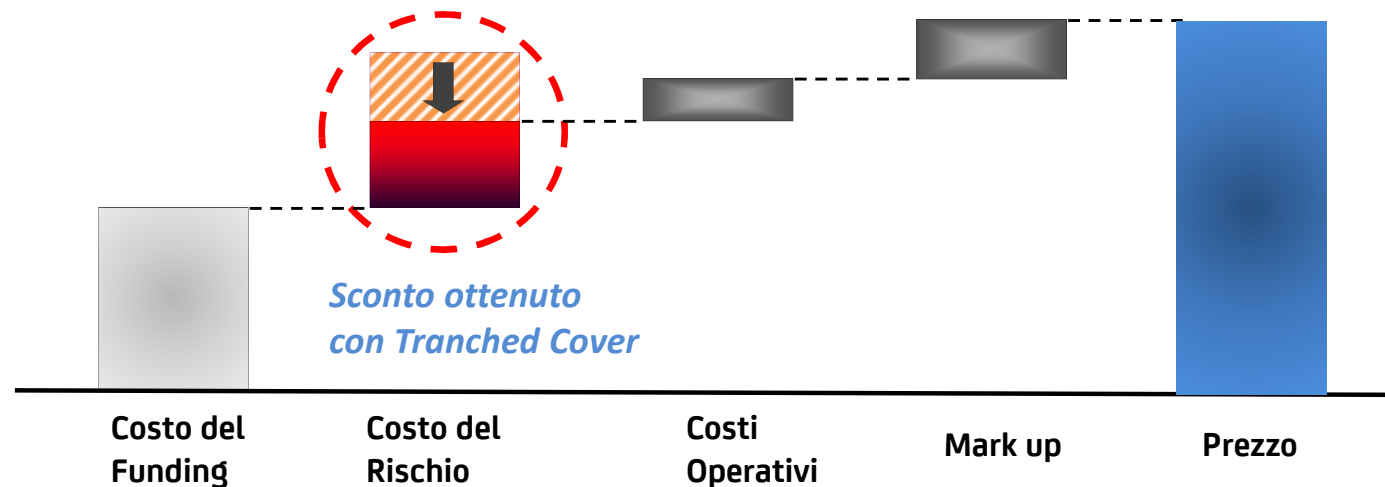 Sconto ottenuto
con Tranched Cover
Costo del
Funding
Costo del
Rischio
Costi
Operativi
Mark up
Prezzo